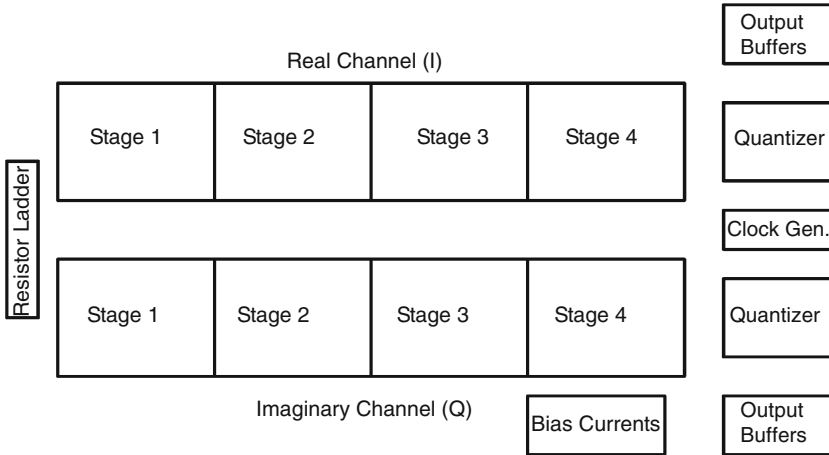 Output
Buffers
Real Channel (I)
Stage 1
Stage 2
Stage 3
Stage 4
Quantizer
Resistor Ladder
Clock Gen.
Stage 1
Stage 2
Stage 3
Stage 4
Quantizer
Imaginary Channel (Q)
Bias Currents
Output
Buffers